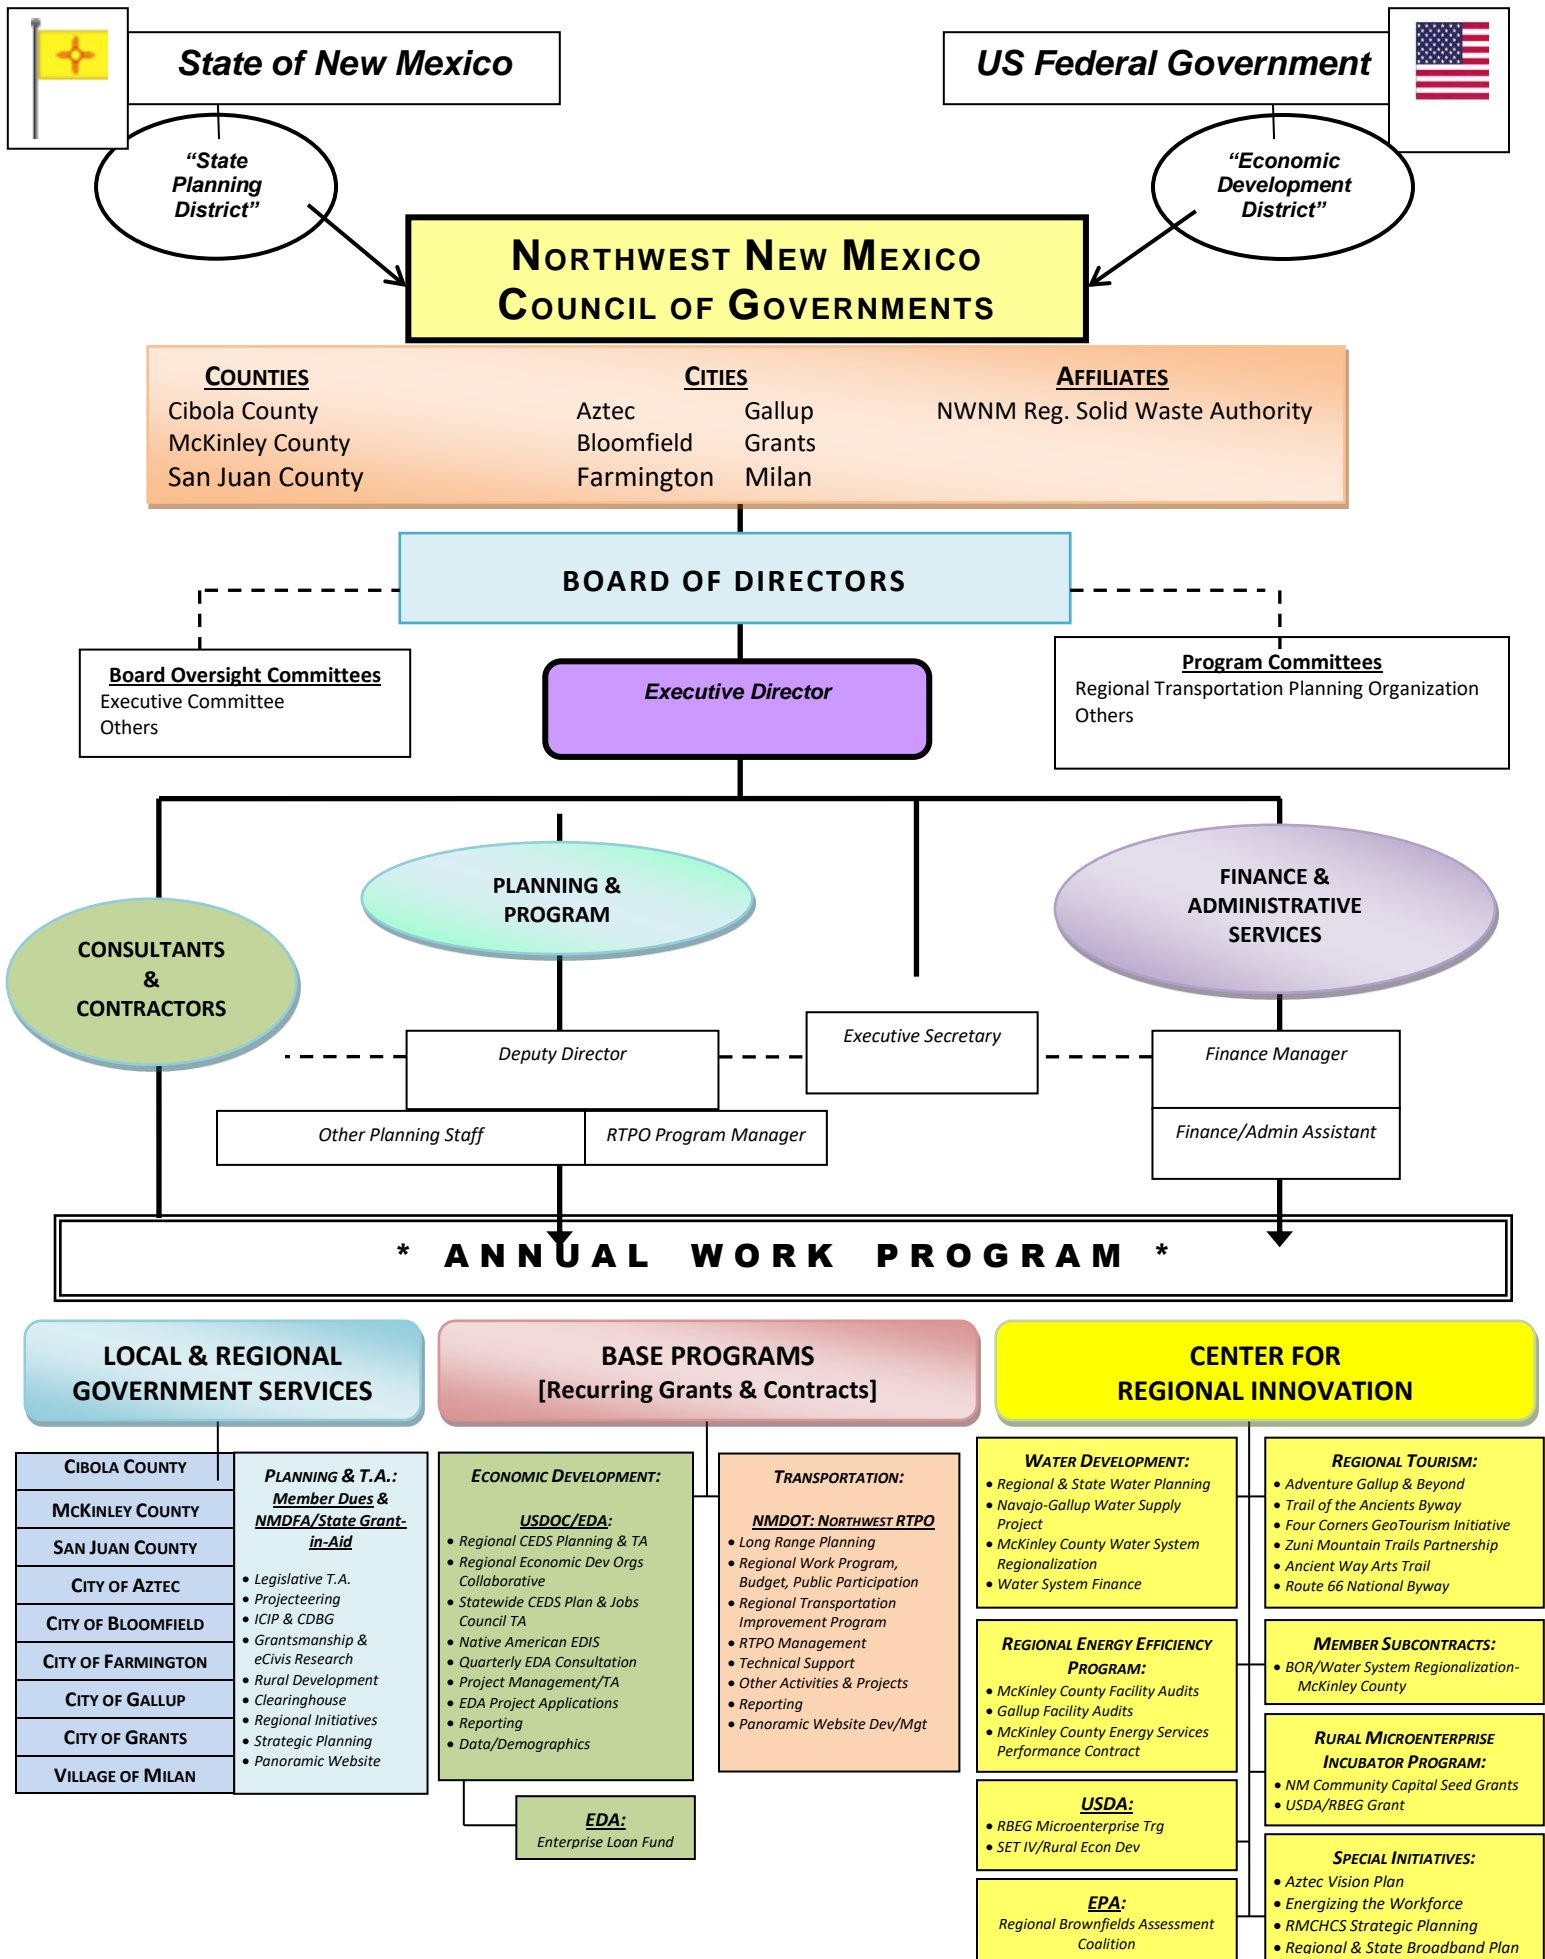 State of New Mexico
US Federal Government
“State
Planning
District”
“Economic
Development
District”
NORTHWEST NEW MEXICO
COUNCIL OF GOVERNMENTS
COUNTIES
Cibola County
McKinley County
San Juan County
CITIES
Aztec Gallup
Bloomfield Grants
Farmington Milan
AFFILIATES
NWNM Reg. Solid Waste Authority
BOARD OF DIRECTORS
Board Oversight Committees
Executive Committee
Others
Executive Director
Program Committees
Regional Transportation Planning Organization
Others
CONSULTANTS
&
CONTRACTORS
PLANNING &
PROGRAM
FINANCE &
ADMINISTRATIVE
SERVICES
Deputy Director
Executive Secretary
Finance Manager
Other Planning Staff
RTPO Program Manager
Finance/Admin Assistant
* ANNUAL WORK PROGRAM *
LOCAL & REGIONAL
GOVERNMENT SERVICES
CIBOLA COUNTY
MCKINLEY COUNTY
SAN JUAN COUNTY
CITY OF AZTEC
CITY OF BLOOMFIELD
CITY OF FARMINGTON
CITY OF GALLUP
CITY OF GRANTS
VILLAGE OF MILAN
PLANNING & T.A.:
Member Dues &
NMDFA/State Grant-
in-Aid
• Legislative T.A.
• Projecteering
• ICIP & CDBG
• Grantsmanship &
eCivis Research
• Rural Development
• Clearinghouse
• Regional Initiatives
• Strategic Planning
• Panoramic Website
BASE PROGRAMS
[Recurring Grants & Contracts]
ECONOMIC DEVELOPMENT:
USDOC/EDA:
• Regional CEDS Planning & TA
• Regional Economic Dev Orgs
Collaborative
• Statewide CEDS Plan & Jobs
Council TA
• Native American EDIS
• Quarterly EDA Consultation
• Project Management/TA
• EDA Project Applications
• Reporting
• Data/Demographics
EDA:
Enterprise Loan Fund
TRANSPORTATION:
NMDOT: NORTHWEST RTPO
• Long Range Planning
• Regional Work Program,
Budget, Public Participation
• Regional Transportation
Improvement Program
• RTPO Management
• Technical Support
• Other Activities & Projects
• Reporting
• Panoramic Website Dev/Mgt
CENTER FOR
REGIONAL INNOVATION
WATER DEVELOPMENT:
• Regional & State Water Planning
• Navajo-Gallup Water Supply
Project
• McKinley County Water System
Regionalization
• Water System Finance
REGIONAL ENERGY EFFICIENCY
PROGRAM:
• McKinley County Facility Audits
• Gallup Facility Audits
• McKinley County Energy Services
Performance Contract
USDA:
• RBEG Microenterprise Trg
• SET IV/Rural Econ Dev
EPA:
Regional Brownfields Assessment
Coalition
REGIONAL TOURISM:
• Adventure Gallup & Beyond
• Trail of the Ancients Byway
• Four Corners GeoTourism Initiative
• Zuni Mountain Trails Partnership
• Ancient Way Arts Trail
• Route 66 National Byway
MEMBER SUBCONTRACTS:
• BOR/Water System Regionalization-
McKinley County
RURAL MICROENTERPRISE
INCUBATOR PROGRAM:
• NM Community Capital Seed Grants
• USDA/RBEG Grant
SPECIAL INITIATIVES:
• Aztec Vision Plan
• Energizing the Workforce
• RMCHCS Strategic Planning
• Regional & State Broadband Plan